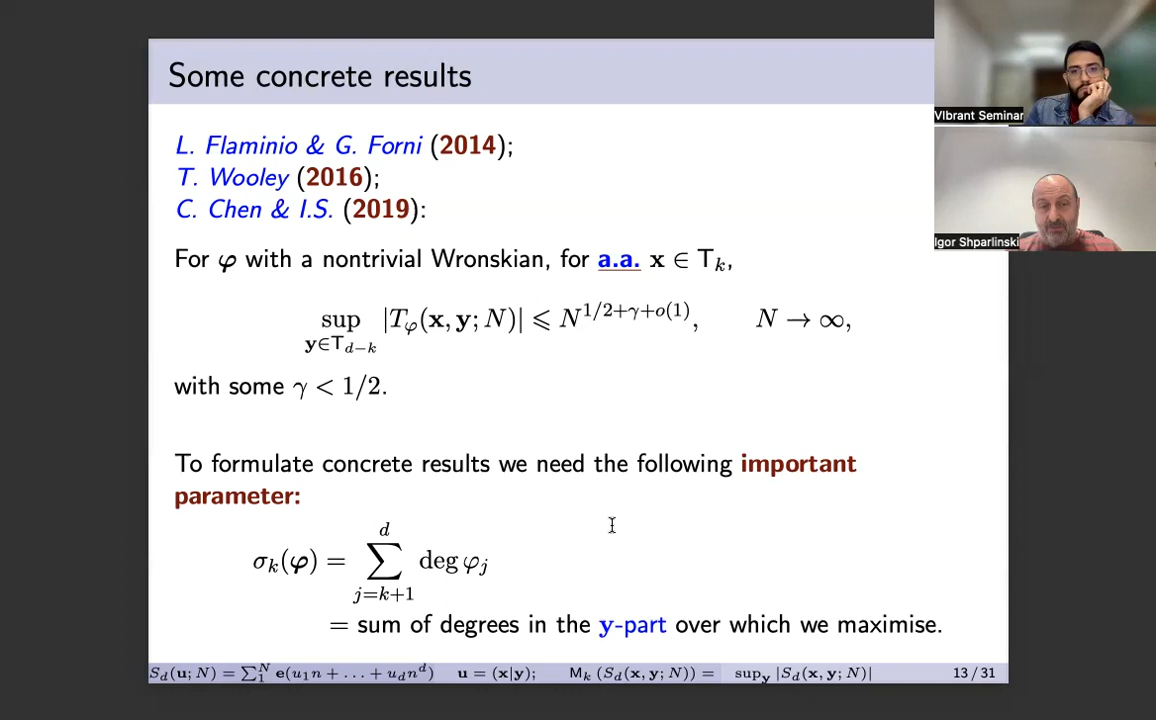 Some concrete results
L. Flaminio & G. Forni (2014);
T. Wooley (2016);
C. Chen & I.S. (2019):
For φ with a nontrivial Wronskian, for a.a. x ∈ T_k,
sup_{y∈T_{d−k}} |T_φ(x, y; N)| ⩽ N^{1/2+γ+o(1)}, N → ∞,
with some γ < 1/2.
To formulate concrete results we need the following important
parameter:
σ_k(φ) = ∑_{j=k+1}^{d} deg φ_j
= sum of degrees in the y-part over which we maximise.
S_d(u; N) = ∑_1^N e(u_1n + . . . + u_dn^d) u = (x|y); M_k (S_d(x, y; N)) = sup_y |S_d(x, y; N)| 13 / 31
VIbrant Seminar
Igor Shparlinski